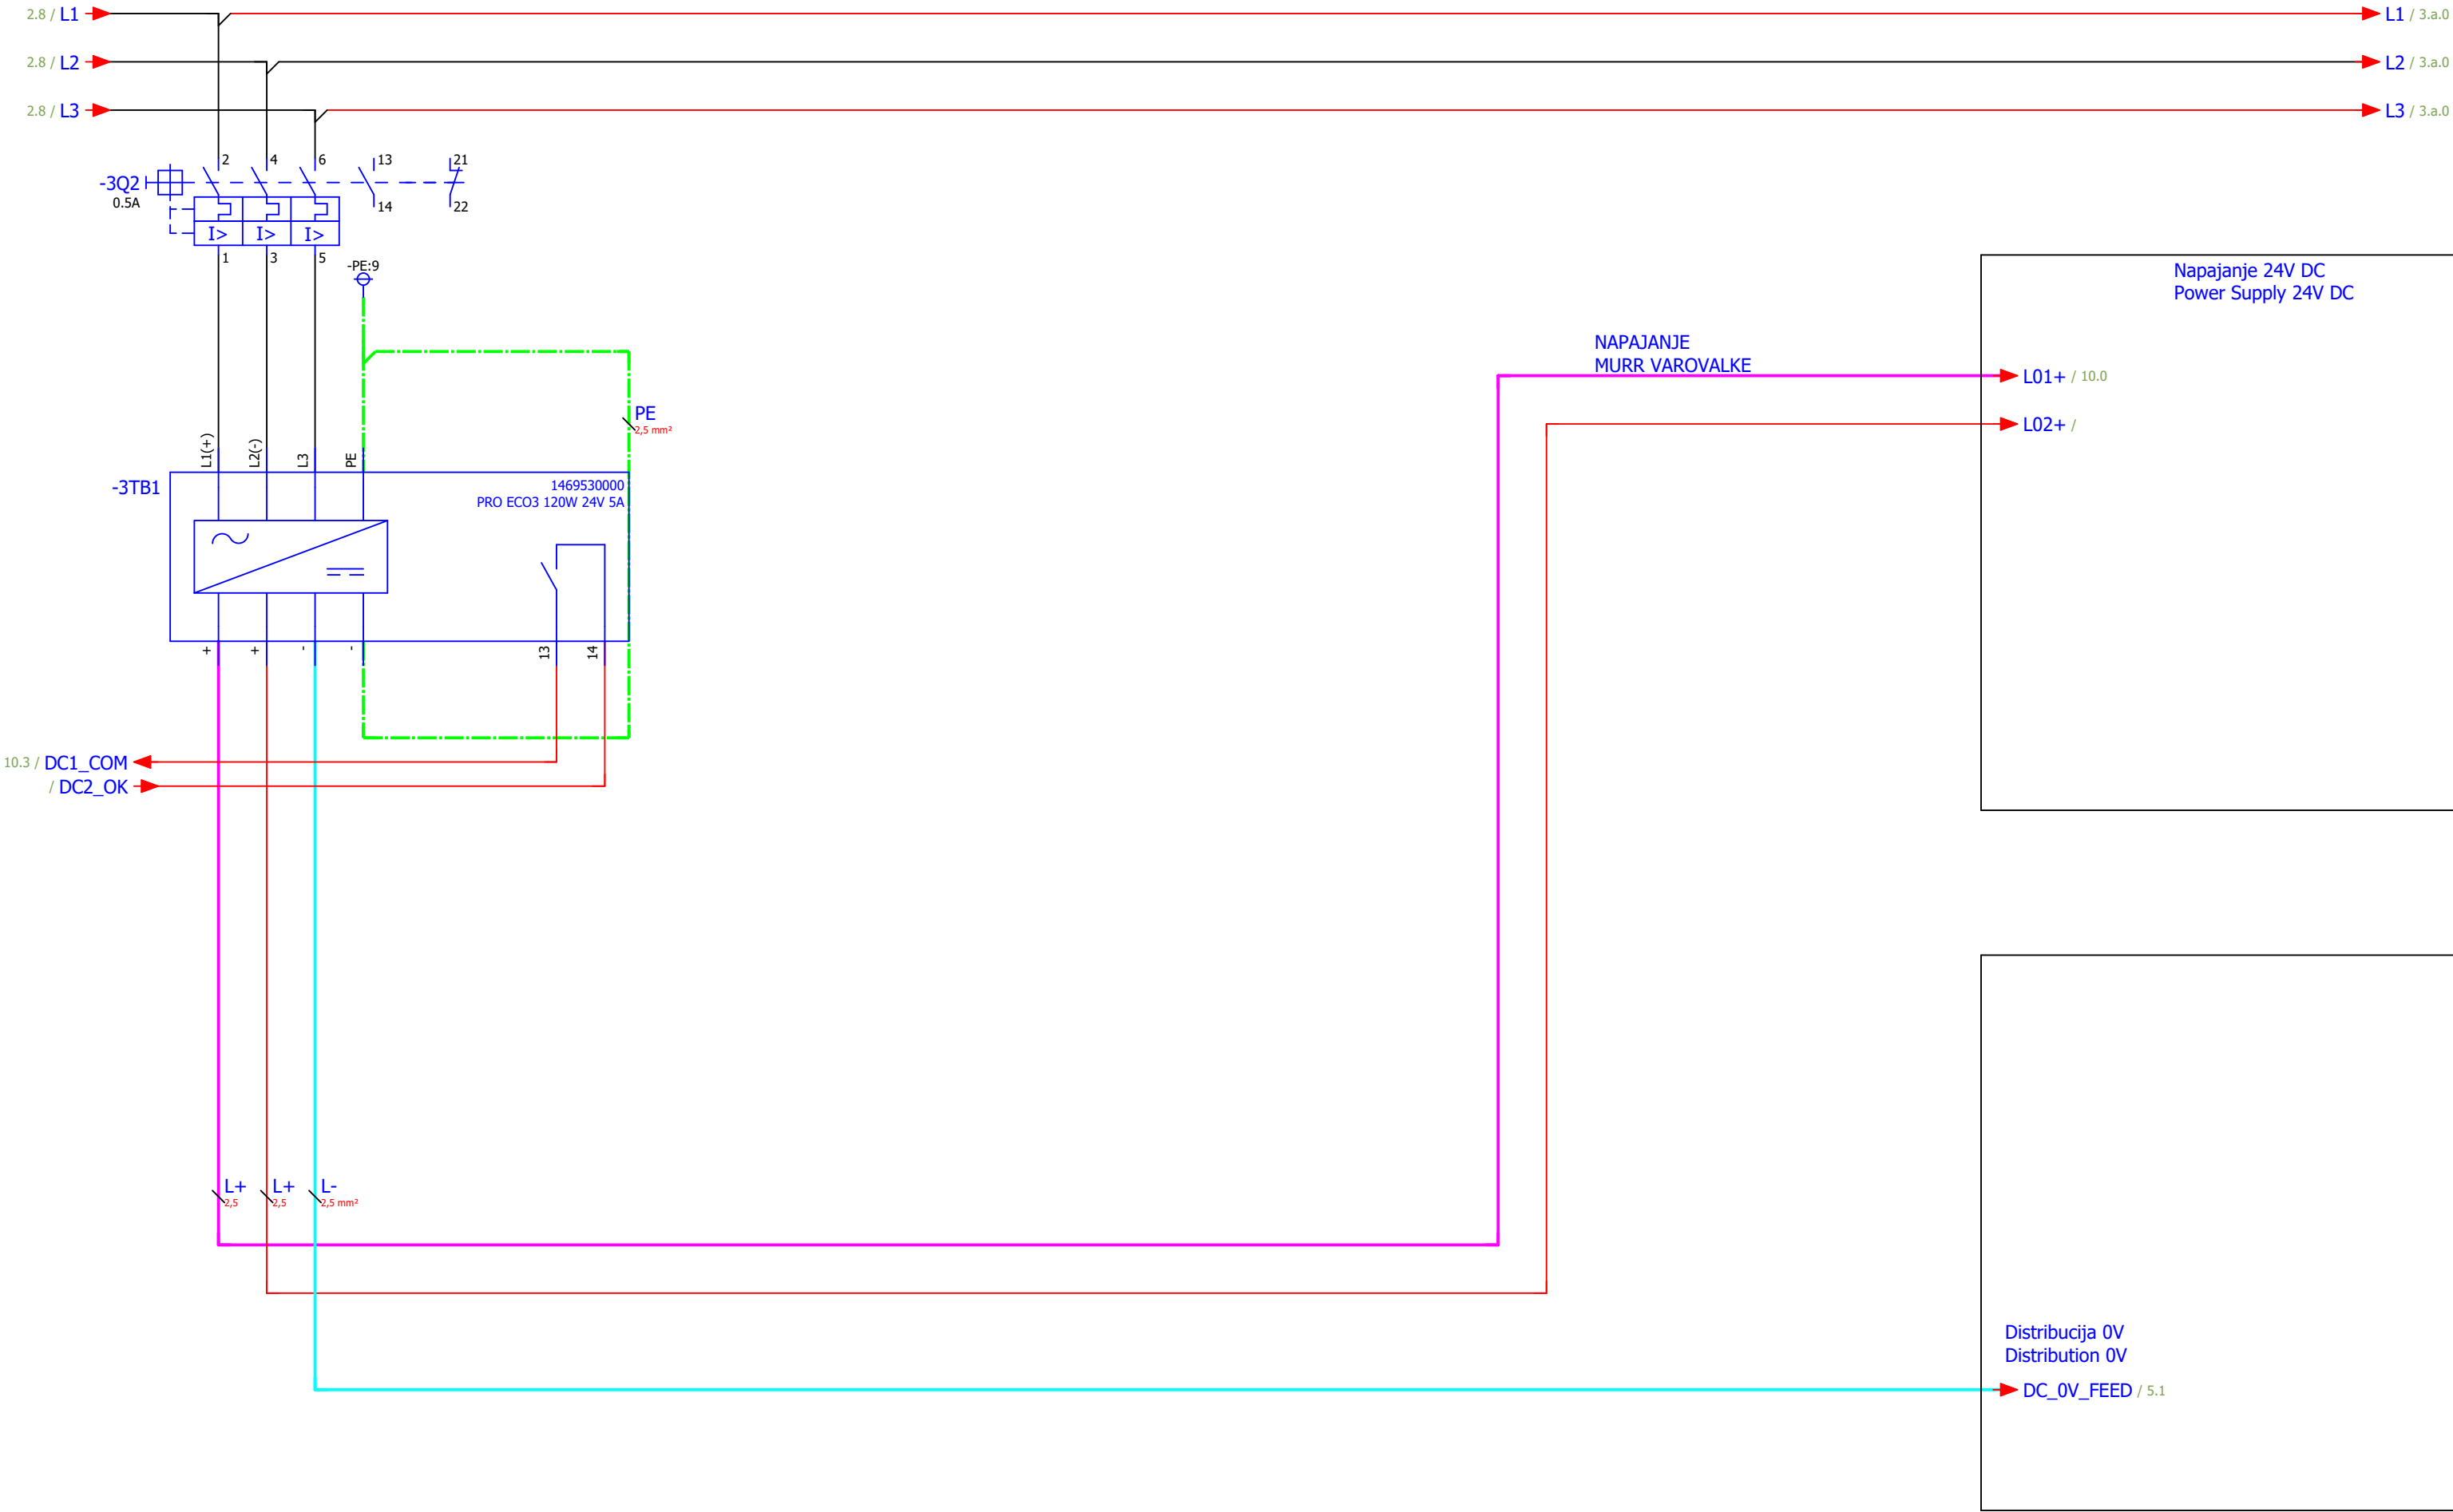 2.8 / L1
L1 / 3.a.0
2.8 / L2
L2 / 3.a.0
2.8 / L3
L3 / 3.a.0
2 4 6 13 21
-3Q2
0.5A
14 22
I> I> I>
1 3 5
-PE:9
Napajanje 24V DC
Power Supply 24V DC
NAPAJANJE
MURR VAROVALKE
L01+ / 10.0
L02+ /
PE
2,5 mm²
L1(+) L2(-) L3 PE
-3TB1
1469530000
PRO ECO3 120W 24V 5A
+ + - - 13 14
10.3 / DC1_COM
/ DC2_OK
L+ L+ L-
2,5 2,5 2,5 mm²
Distribucija 0V
Distribution 0V
DC_0V_FEED / 5.1